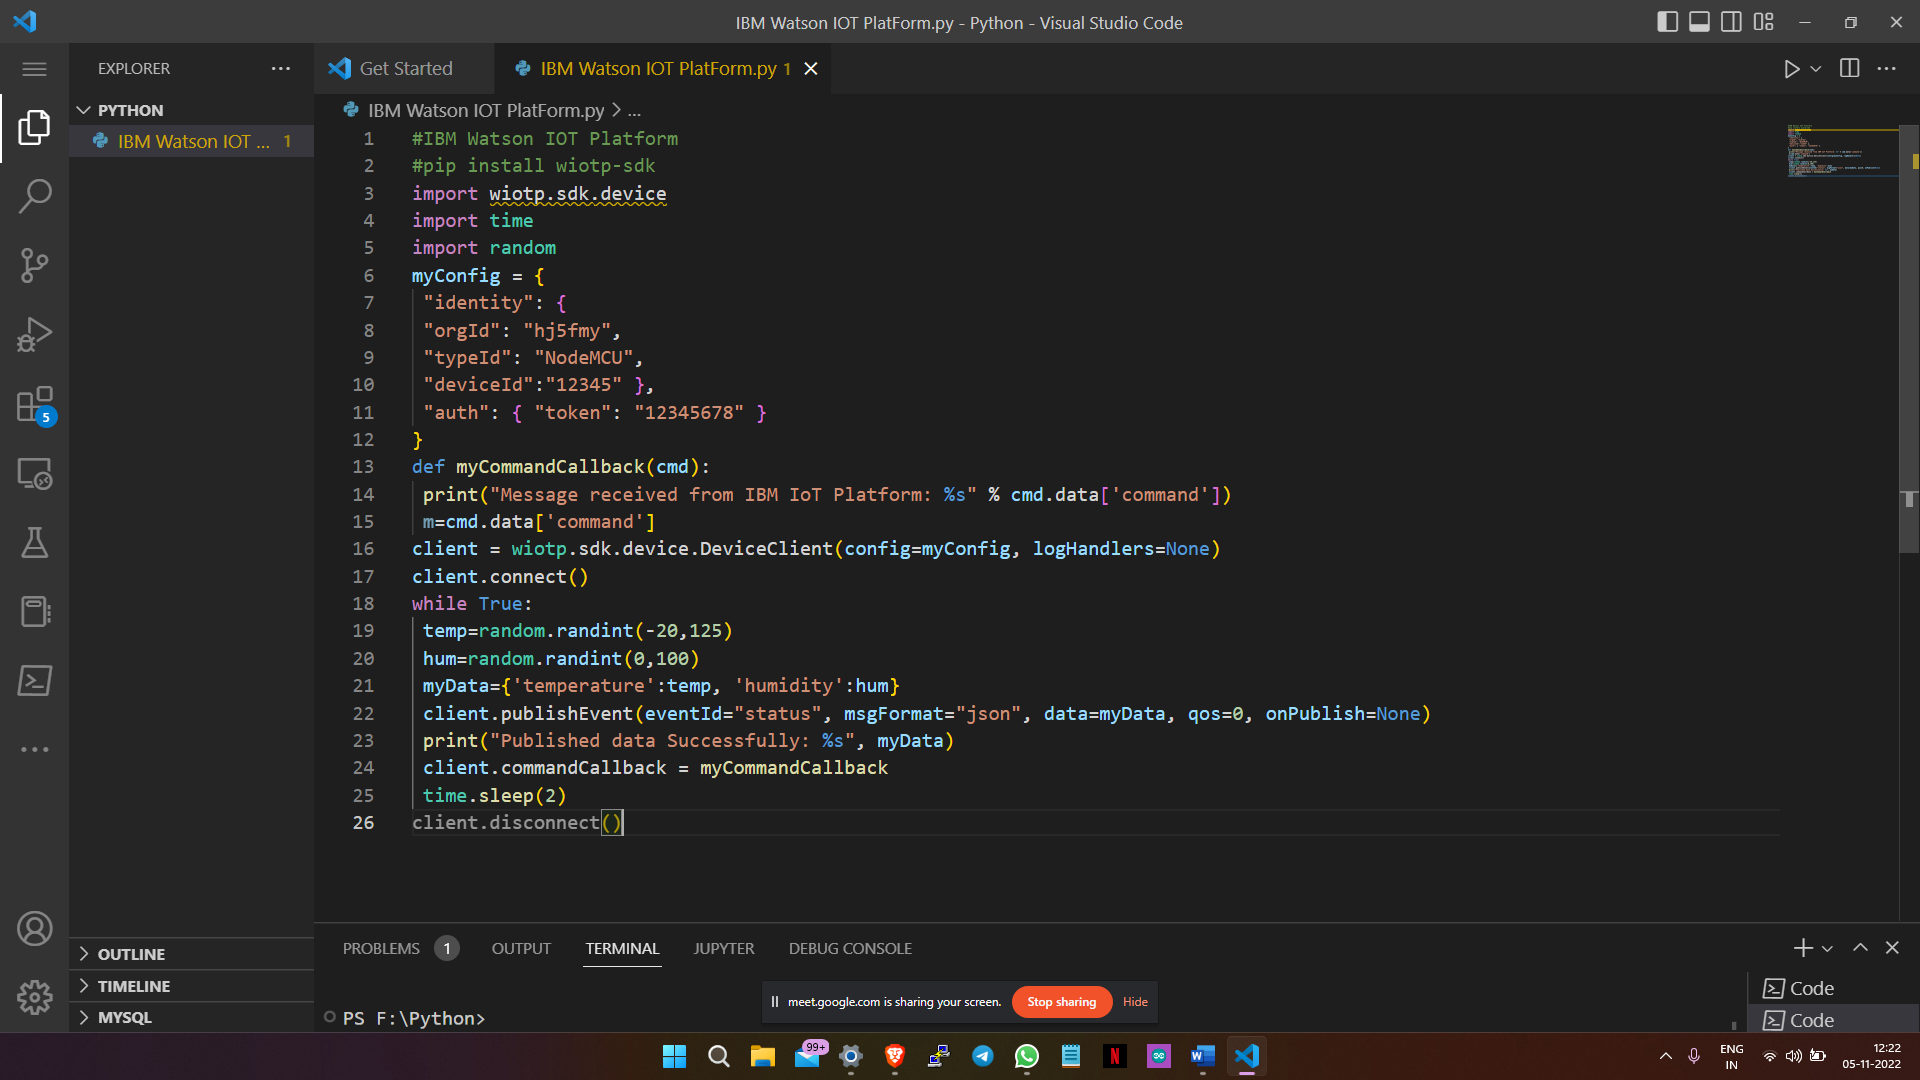 IBM Watson IOT PlatForm.py - Python - Visual Studio Code
EXPLORER
Get Started
IBM Watson IOT PlatForm.py 1
PYTHON
IBM Watson IOT ... 1
IBM Watson IOT PlatForm.py > ...
1 #IBM Watson IOT Platform
2 #pip install wiotp-sdk
3 import wiotp.sdk.device
4 import time
5 import random
6 myConfig = {
7 "identity": {
8 "orgId": "hj5fmy",
9 "typeId": "NodeMCU",
10 "deviceId":"12345" },
11 "auth": { "token": "12345678" }
12 }
13 def myCommandCallback(cmd):
14 print("Message received from IBM IoT Platform: %s" % cmd.data['command'])
15 m=cmd.data['command']
16 client = wiotp.sdk.device.DeviceClient(config=myConfig, logHandlers=None)
17 client.connect()
18 while True:
19 temp=random.randint(-20,125)
20 hum=random.randint(0,100)
21 myData={'temperature':temp, 'humidity':hum}
22 client.publishEvent(eventId="status", msgFormat="json", data=myData, qos=0, onPublish=None)
23 print("Published data Successfully: %s", myData)
24 client.commandCallback = myCommandCallback
25 time.sleep(2)
26 client.disconnect()
5
OUTLINE
TIMELINE
MYSQL
PROBLEMS 1 OUTPUT TERMINAL JUPYTER DEBUG CONSOLE
PS F:\Python>
Code
Code
meet.google.com is sharing your screen. Stop sharing Hide
99+
ENG
IN
12:22
05-11-2022